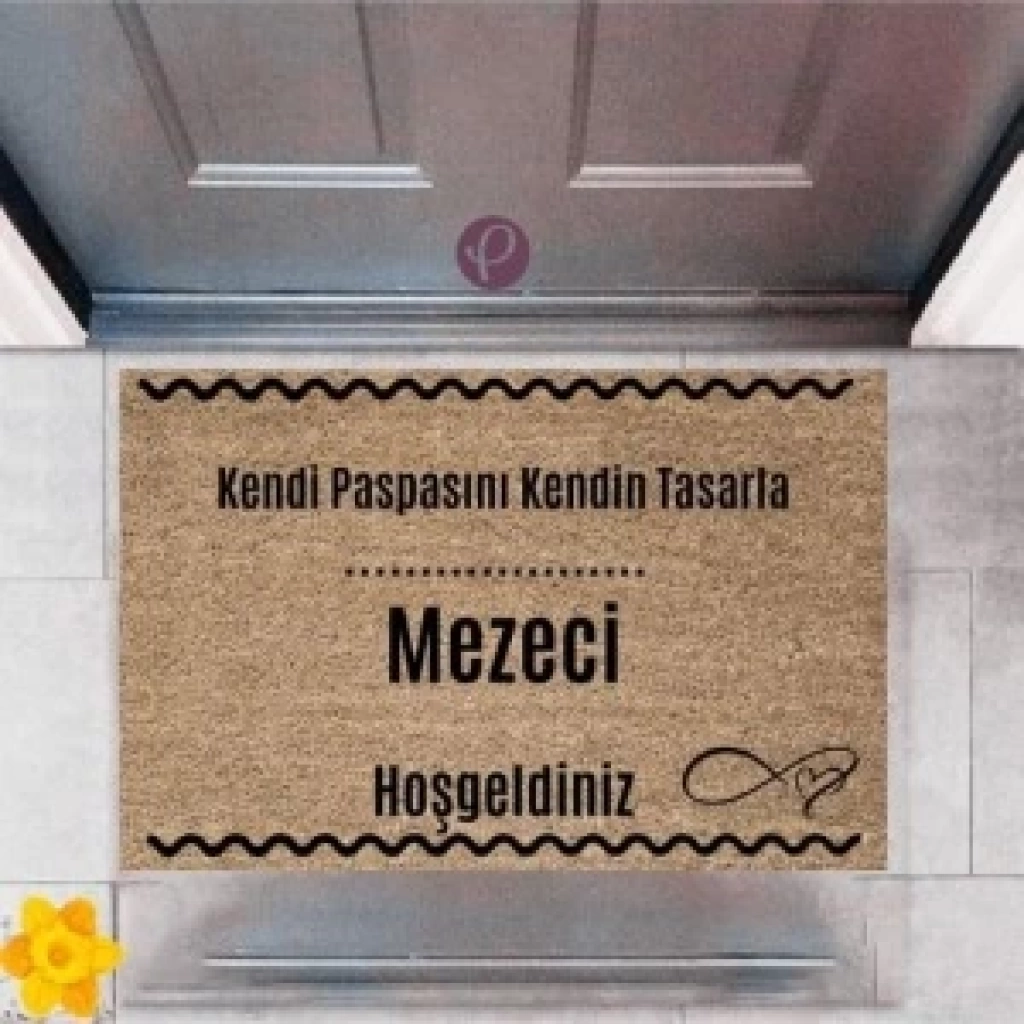 Kendi Paspasını Kendin Tasarla
Mezeci
Hoşgeldiniz